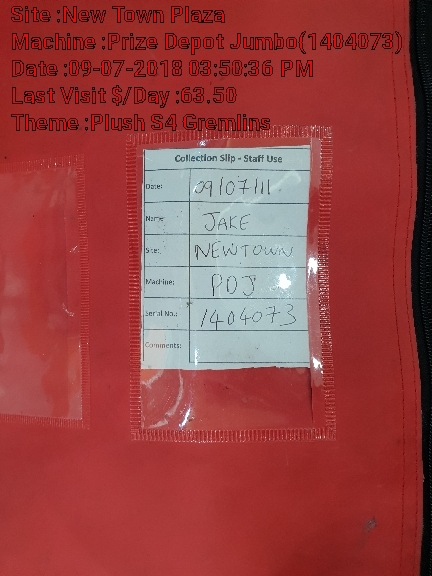 Site :New Town Plaza
Machine :Prize Depot Jumbo(1404073)
Date :09-07-2018 03:50:36 PM
Last Visit $/Day :63.50
Theme :Plush S4 Gremlins
Collection Slip - Staff Use
Date: 09/07/11
Name: JAKE
Site: NEWTOWN
Machine: PDJ
Serial No.: 1404073
Comments: